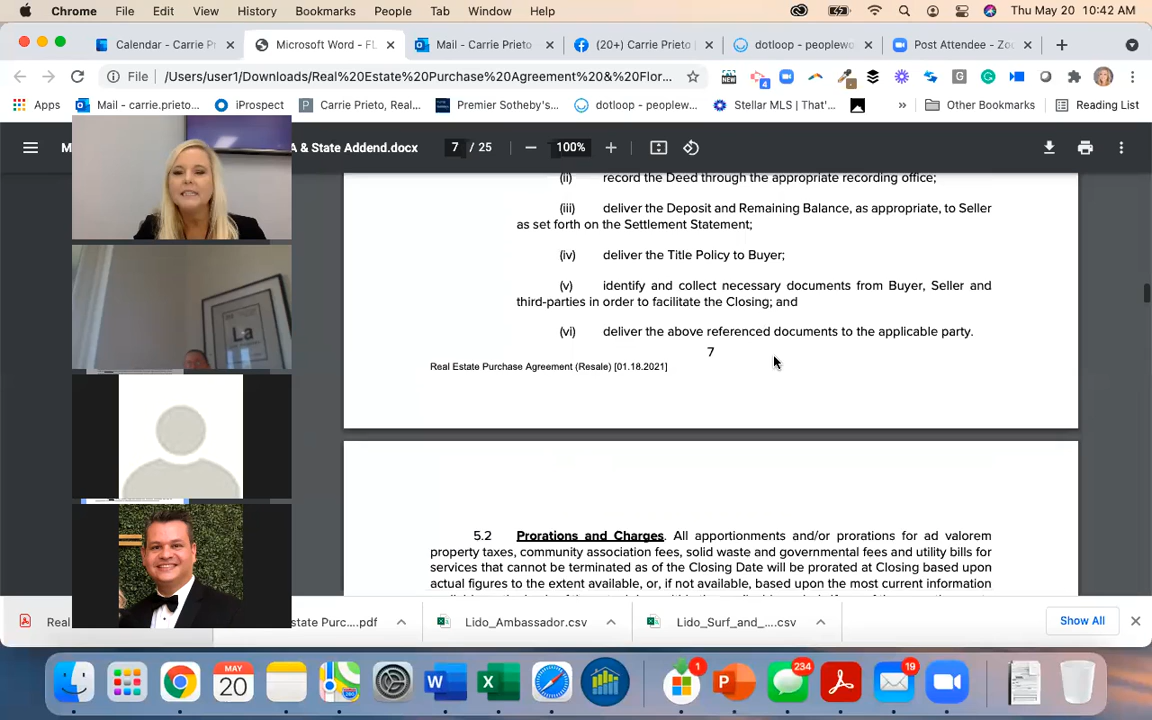 Chrome File Edit View History Bookmarks People Tab Window Help Thu May 20 10:42 AM
Calendar - Carrie Pr Microsoft Word - FL Mail - Carrie Prieto (20+) Carrie Prieto dotloop - peoplewo Post Attendee - Zoo
File /Users/user1/Downloads/Real%20Estate%20Purchase%20Agreement%20&%20Flor...
Apps Mail - carrie.prieto... iProspect Carrie Prieto, Real... Premier Sotheby's... dotloop - peoplew... Stellar MLS | That'... » Other Bookmarks Reading List
A & State Addend.docx 7 / 25 100%
(ii) record the Deed through the appropriate recording office;
(iii) deliver the Deposit and Remaining Balance, as appropriate, to Seller
as set forth on the Settlement Statement;
(iv) deliver the Title Policy to Buyer;
(v) identify and collect necessary documents from Buyer, Seller and
third-parties in order to facilitate the Closing; and
(vi) deliver the above referenced documents to the applicable party.
7
Real Estate Purchase Agreement (Resale) [01.18.2021]
La
5.2 Prorations and Charges. All apportionments and/or prorations for ad valorem
property taxes, community association fees, solid waste and governmental fees and utility bills for
services that cannot be terminated as of the Closing Date will be prorated at Closing based upon
actual figures to the extent available, or, if not available, based upon the most current information
Real state Purc....pdf Lido_Ambassador.csv Lido_Surf_and_....csv Show All
MAY
20
1
234
19